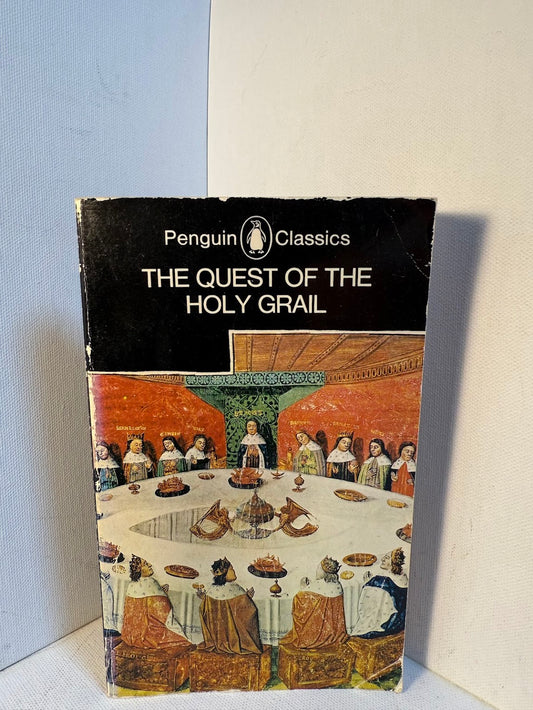 Penguin Classics
THE QUEST OF THE
HOLY GRAIL